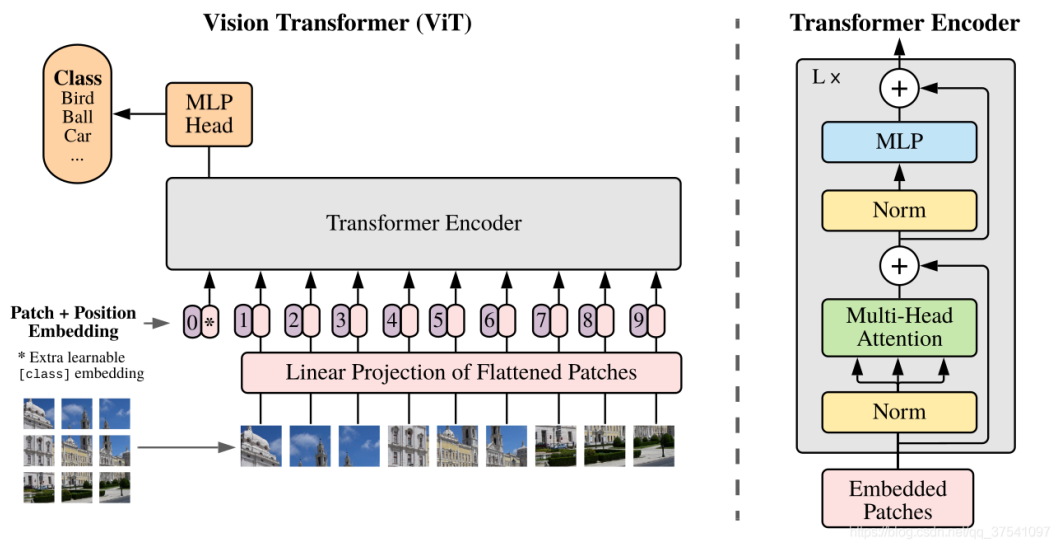 Vision Transformer (ViT)
Class
Bird
Ball
Car
...
MLP
Head
Transformer Encoder
Patch + Position
Embedding
0 * 1 2 3 4 5 6 7 8 9
* Extra learnable
[class] embedding
Linear Projection of Flattened Patches
Transformer Encoder
L ×
+
MLP
Norm
+
Multi-Head
Attention
Norm
Embedded
Patches
https://blog.csdn.net/qq_37541097